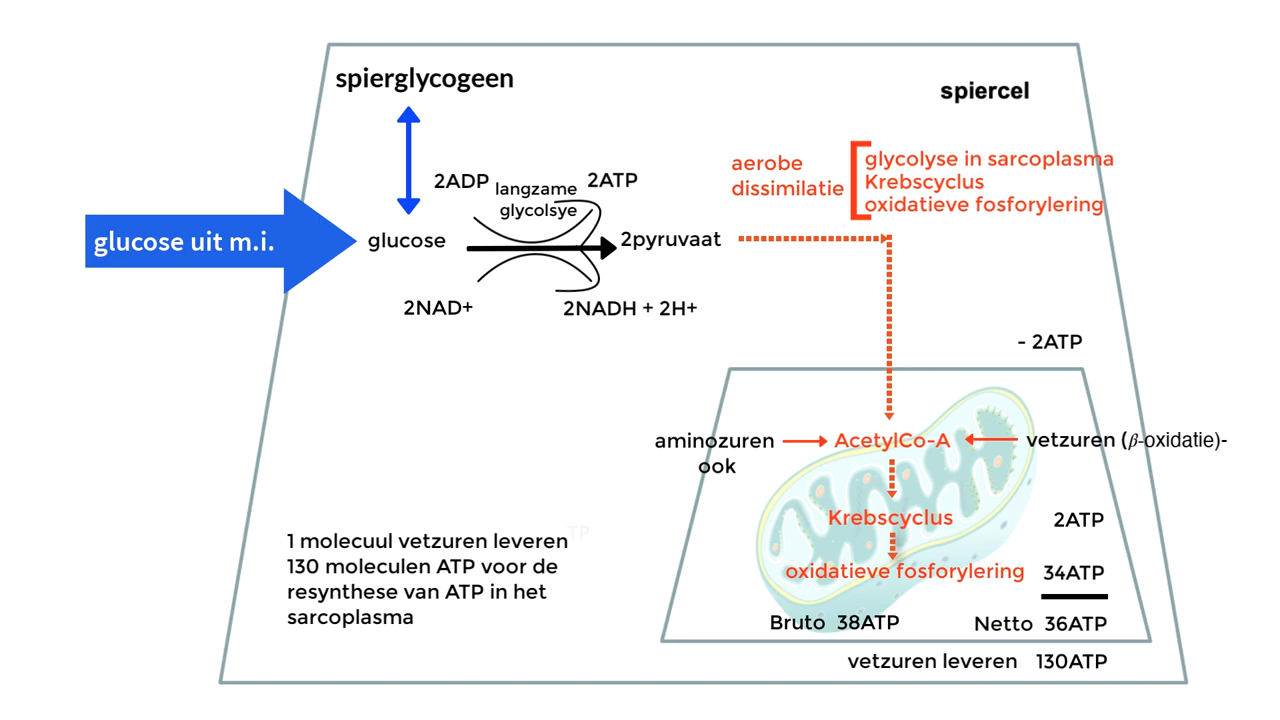 spierglycogeen
spiercel
aerobe
dissimilatie
glycolyse in sarcoplasma
Krebscyclus
oxidatieve fosforylering
2ADP
langzame
glycolsye
2ATP
glucose uit m.i.
glucose
2pyruvaat
2NAD+
2NADH + 2H+
- 2ATP
aminozuren
ook
AcetylCo-A
vetzuren (β-oxidatie)-
Krebscyclus
2ATP
TP
1 molecuul vetzuren leveren
130 moleculen ATP voor de
resynthese van ATP in het
sarcoplasma
oxidatieve fosforylering
34ATP
Bruto 38ATP
Netto 36ATP
vetzuren leveren 130ATP